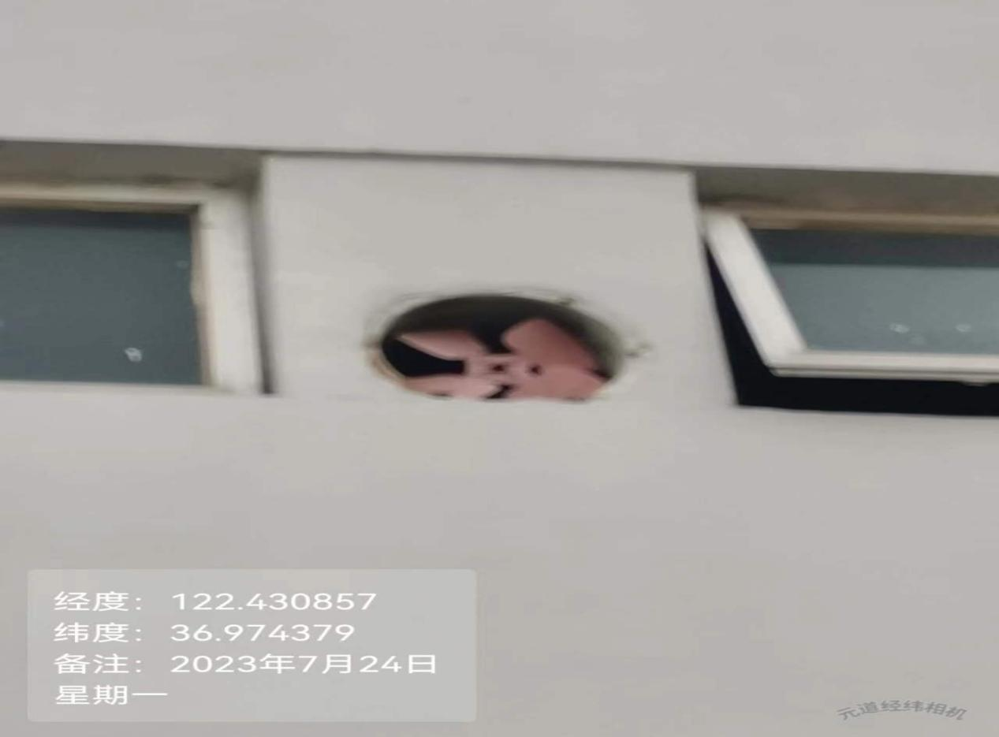 经度： 122.430857
纬度： 36.974379
备注： 2023年7月24日
星期一
元道经纬相机